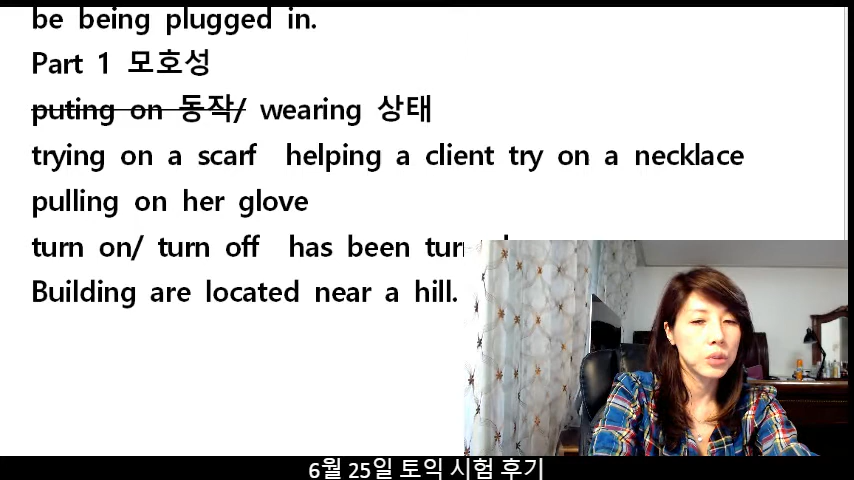 be being plugged in.
Part 1 모호성
puting on 동작/ wearing 상태
trying on a scarf helping a client try on a necklace
pulling on her glove
turn on/ turn off has been
Building are located near a hill.
6월 25일 토익 시험 후기